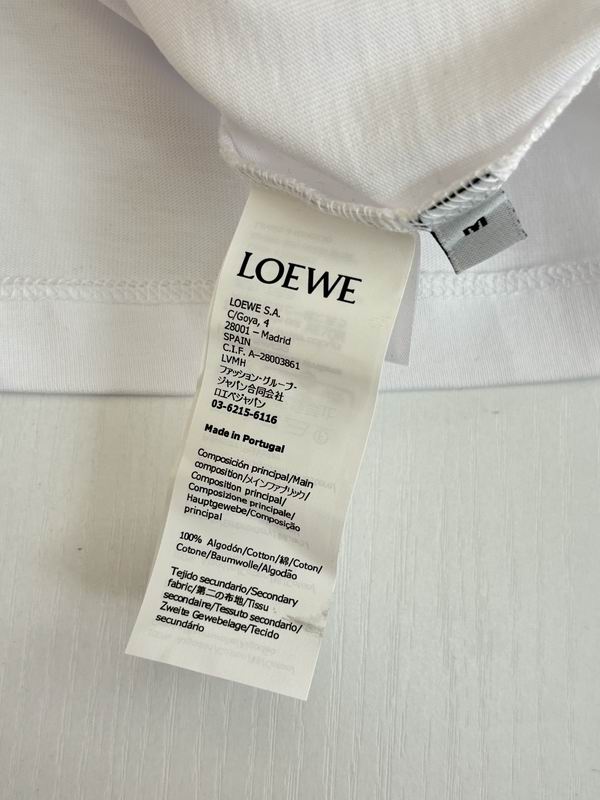 LOEWE
LOEWE S.A.
C/Goya, 4
28001 – Madrid
SPAIN
C.I.F. A-28003861
LVMH
ファッション・グループ・
ジャパン合同会社
ロエベジャパン
03-6215-6116
Made in Portugal
Composición principal/Main
composition/メインファブリック/
Composition principal/
Composizione principale/
Hauptgewebe/Composição
principal
100% Algodón/Cotton/綿/Coton/
Cotone/Baumwolle/Algodão
Tejido secundario/Secondary
fabric/第二の布地/Tissu
secondaire/Tessuto secondario/
Zweite Gewebelage/Tecido
secundário
M